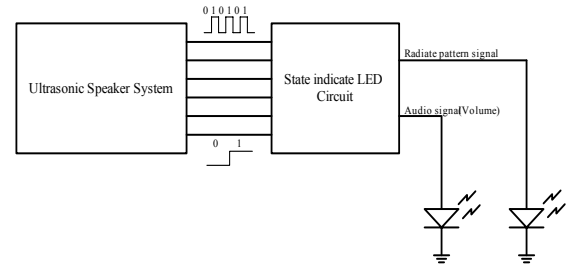 0 1 0 1 0 1
Ultrasonic Speaker System
State indicate LED
Circuit
Radiate pattern signal
Audio signal(Volume)
0 1